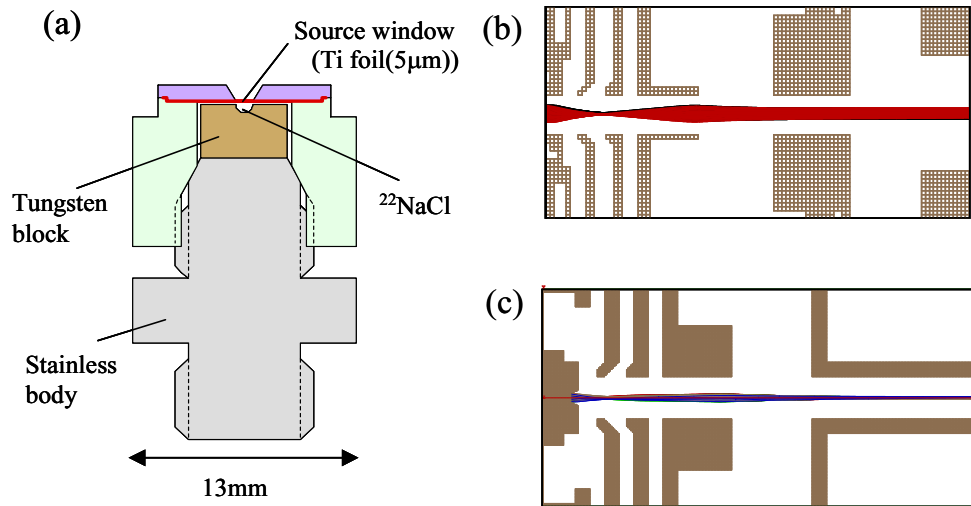 (a)
Source window
(Ti foil(5μm))
Tungsten
block
²²NaCl
Stainless
body
13mm
(b)
(c)